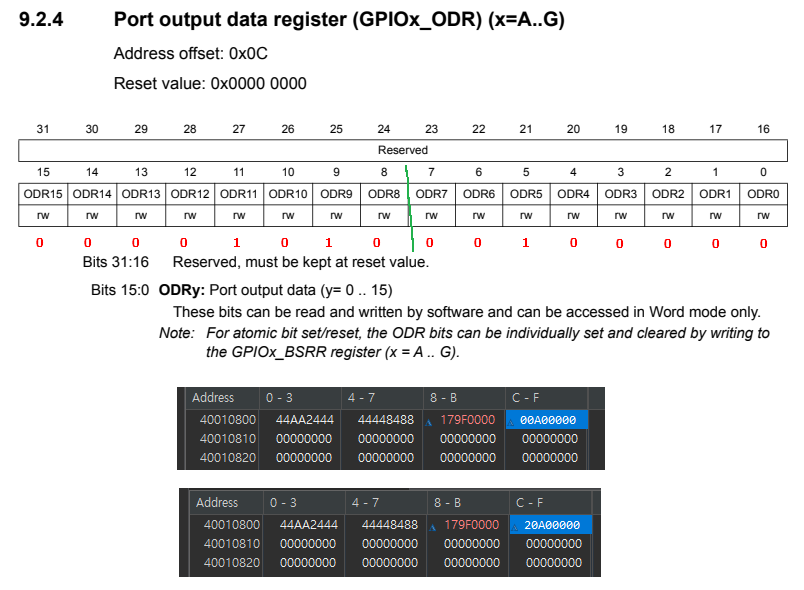 9.2.4 Port output data register (GPIOx_ODR) (x=A..G)
Address offset: 0x0C
Reset value: 0x0000 0000
31 30 29 28 27 26 25 24 23 22 21 20 19 18 17 16
Reserved
15 14 13 12 11 10 9 8 7 6 5 4 3 2 1 0
ODR15 ODR14 ODR13 ODR12 ODR11 ODR10 ODR9 ODR8 ODR7 ODR6 ODR5 ODR4 ODR3 ODR2 ODR1 ODR0
rw rw rw rw rw rw rw rw rw rw rw rw rw rw rw rw
0 0 0 0 1 0 1 0 0 0 1 0 0 0 0 0
Bits 31:16 Reserved, must be kept at reset value.
Bits 15:0 ODRy: Port output data (y= 0 .. 15)
These bits can be read and written by software and can be accessed in Word mode only.
Note: For atomic bit set/reset, the ODR bits can be individually set and cleared by writing to
the GPIOx_BSRR register (x = A .. G).
Address 0 - 3 4 - 7 8 - B C - F
40010800 44AA2444 44448488 179F0000 00A00000
40010810 00000000 00000000 00000000 00000000
40010820 00000000 00000000 00000000 00000000
Address 0 - 3 4 - 7 8 - B C - F
40010800 44AA2444 44448488 179F0000 20A00000
40010810 00000000 00000000 00000000 00000000
40010820 00000000 00000000 00000000 00000000